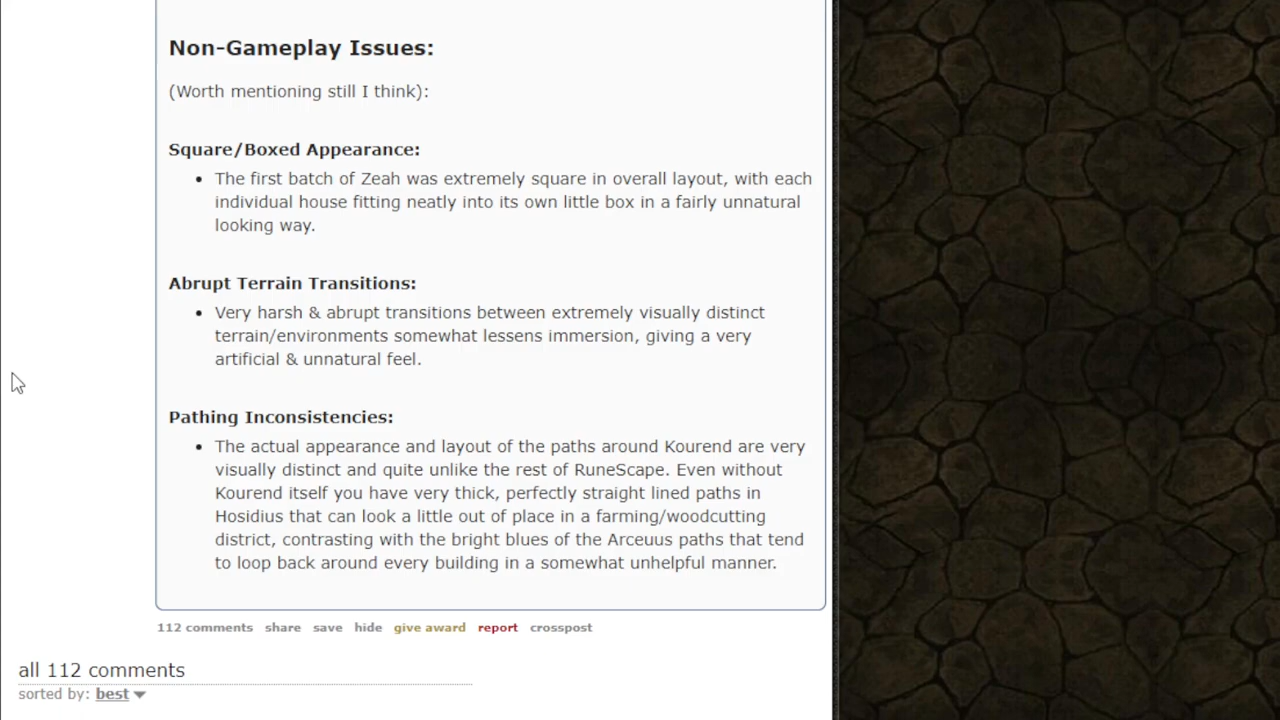 Non-Gameplay Issues:
(Worth mentioning still I think):
Square/Boxed Appearance:
• The first batch of Zeah was extremely square in overall layout, with each
individual house fitting neatly into its own little box in a fairly unnatural
looking way.
Abrupt Terrain Transitions:
• Very harsh & abrupt transitions between extremely visually distinct
terrain/environments somewhat lessens immersion, giving a very
artificial & unnatural feel.
Pathing Inconsistencies:
• The actual appearance and layout of the paths around Kourend are very
visually distinct and quite unlike the rest of RuneScape. Even without
Kourend itself you have very thick, perfectly straight lined paths in
Hosidius that can look a little out of place in a farming/woodcutting
district, contrasting with the bright blues of the Arceuus paths that tend
to loop back around every building in a somewhat unhelpful manner.
112 comments share save hide give award report crosspost
all 112 comments
sorted by: best